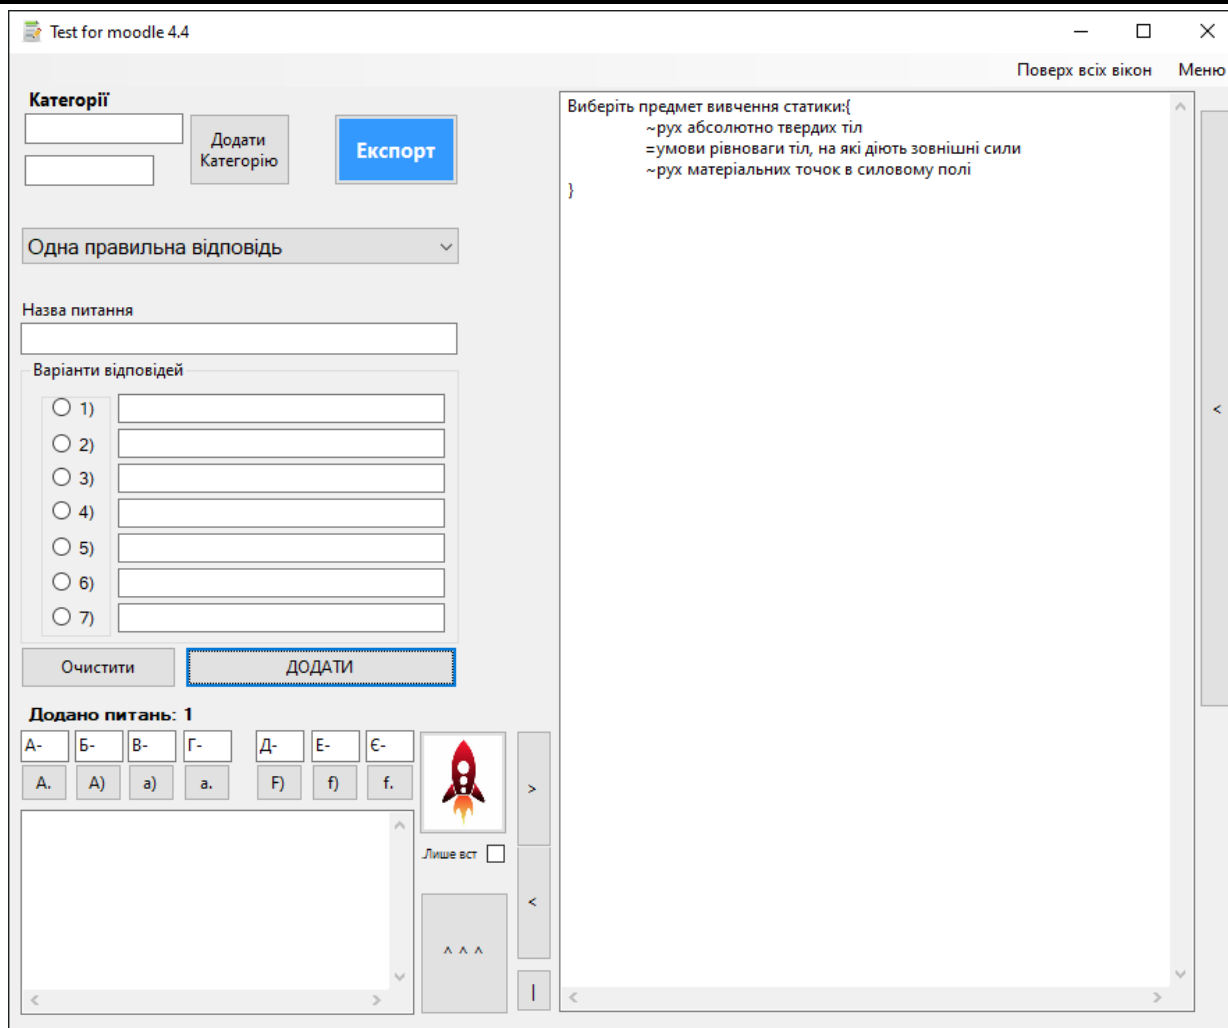 Test for moodle 4.4
Поверх всіх вікон Меню
Категорії
Додати
Категорію
Експорт
Одна правильна відповідь
Назва питання
Варіанти відповідей
1)
2)
3)
4)
5)
6)
7)
Очистити ДОДАТИ
Додано питань: 1
А- Б- В- Г- Д- Е- Є-
A. A) a) a. F) f) f.
Лише вст
>
<
^ ^ ^
|
Виберіть предмет вивчення статики:{
~рух абсолютно твердих тіл
=умови рівноваги тіл, на які діють зовнішні сили
~рух матеріальних точок в силовому полі
}
<